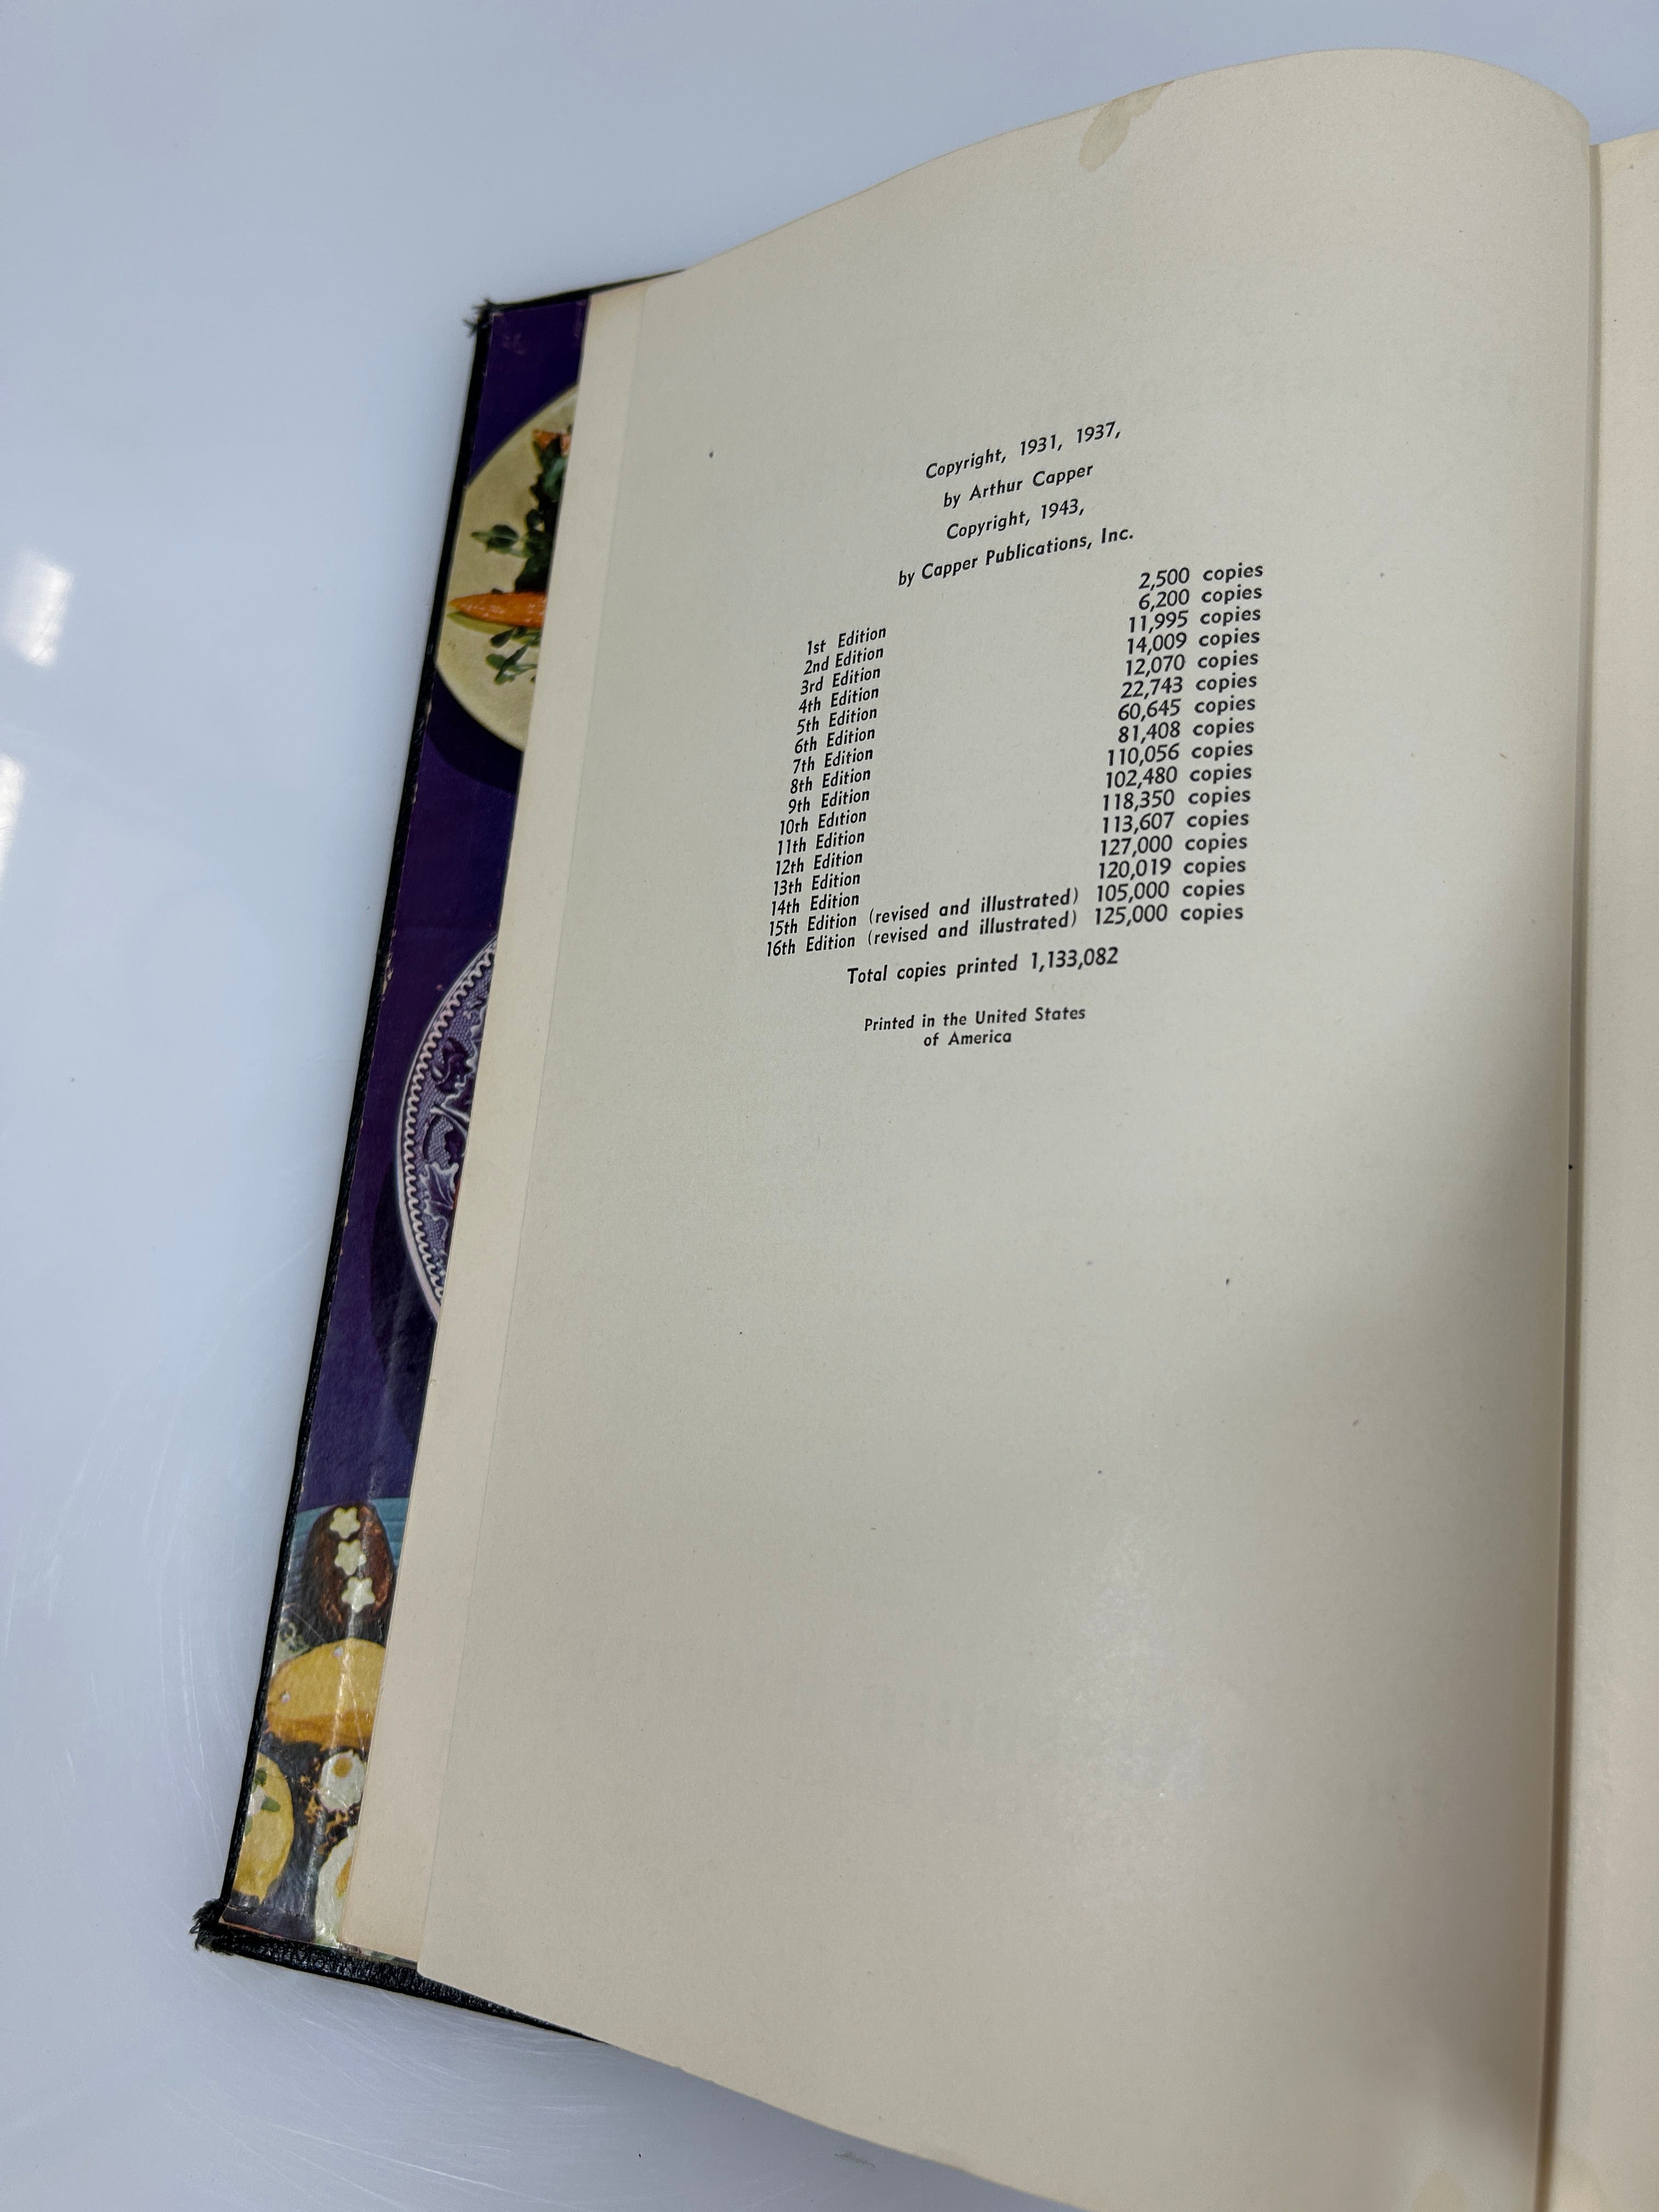 Copyright, 1931, 1937,
by Arthur Capper
Copyright, 1943,
by Capper Publications, Inc.
1st Edition 2,500 copies
2nd Edition 6,200 copies
3rd Edition 11,995 copies
4th Edition 14,009 copies
5th Edition 12,070 copies
6th Edition 22,743 copies
7th Edition 60,645 copies
8th Edition 81,408 copies
9th Edition 110,056 copies
10th Edition 102,480 copies
11th Edition 118,350 copies
12th Edition 113,607 copies
13th Edition 127,000 copies
14th Edition 120,019 copies
15th Edition (revised and illustrated) 105,000 copies
16th Edition (revised and illustrated) 125,000 copies
Total copies printed 1,133,082
Printed in the United States
of America